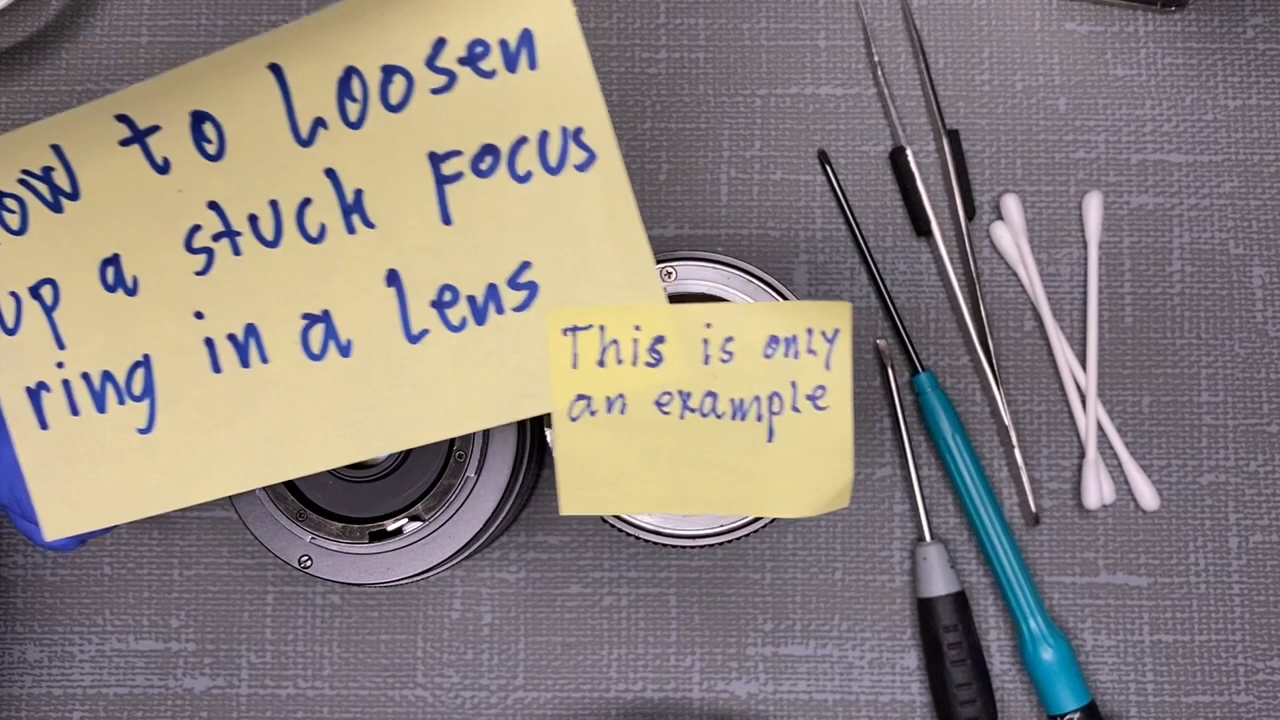 ow to Loosen
up a stuck Focus
ring in a Lens
This is only
an example